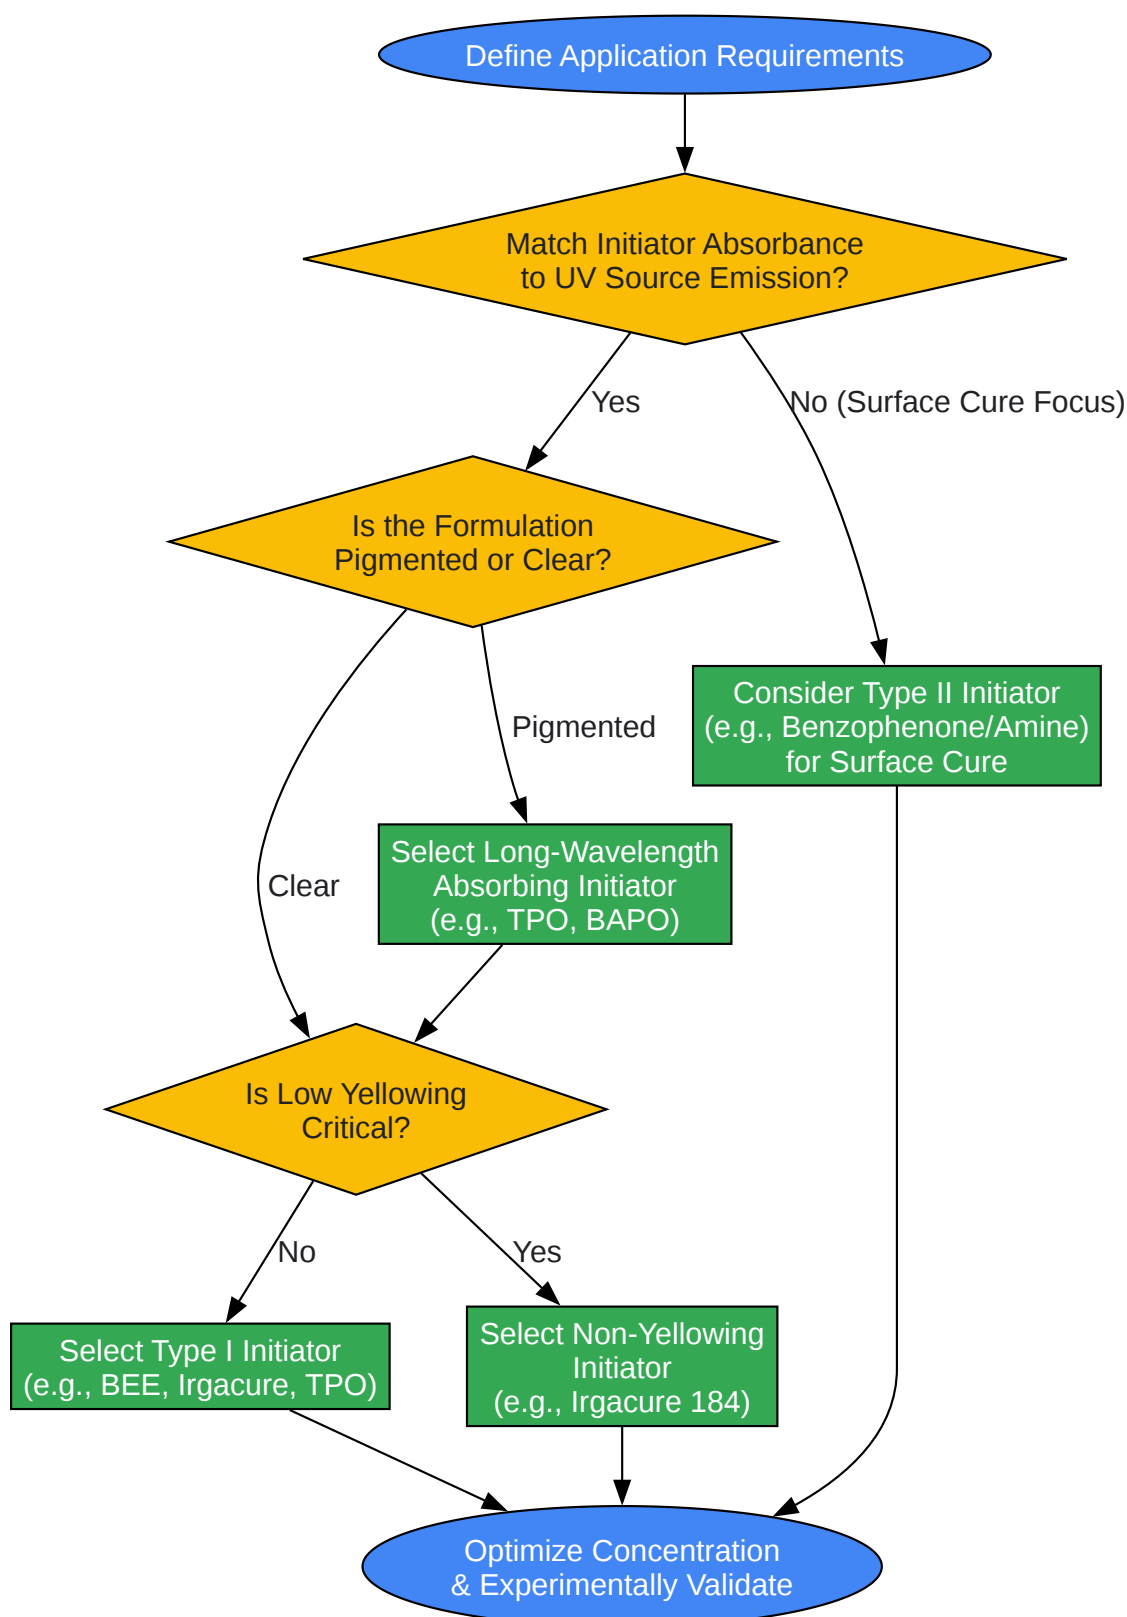 Define Application Requirements
Match Initiator Absorbance
to UV Source Emission?
Yes
No (Surface Cure Focus)
Is the Formulation
Pigmented or Clear?
Consider Type II Initiator
(e.g., Benzophenone/Amine)
for Surface Cure
Pigmented
Clear
Select Long-Wavelength
Absorbing Initiator
(e.g., TPO, BAPO)
Is Low Yellowing
Critical?
No
Yes
Select Type I Initiator
(e.g., BEE, Irgacure, TPO)
Select Non-Yellowing
Initiator
(e.g., Irgacure 184)
Optimize Concentration
& Experimentally Validate